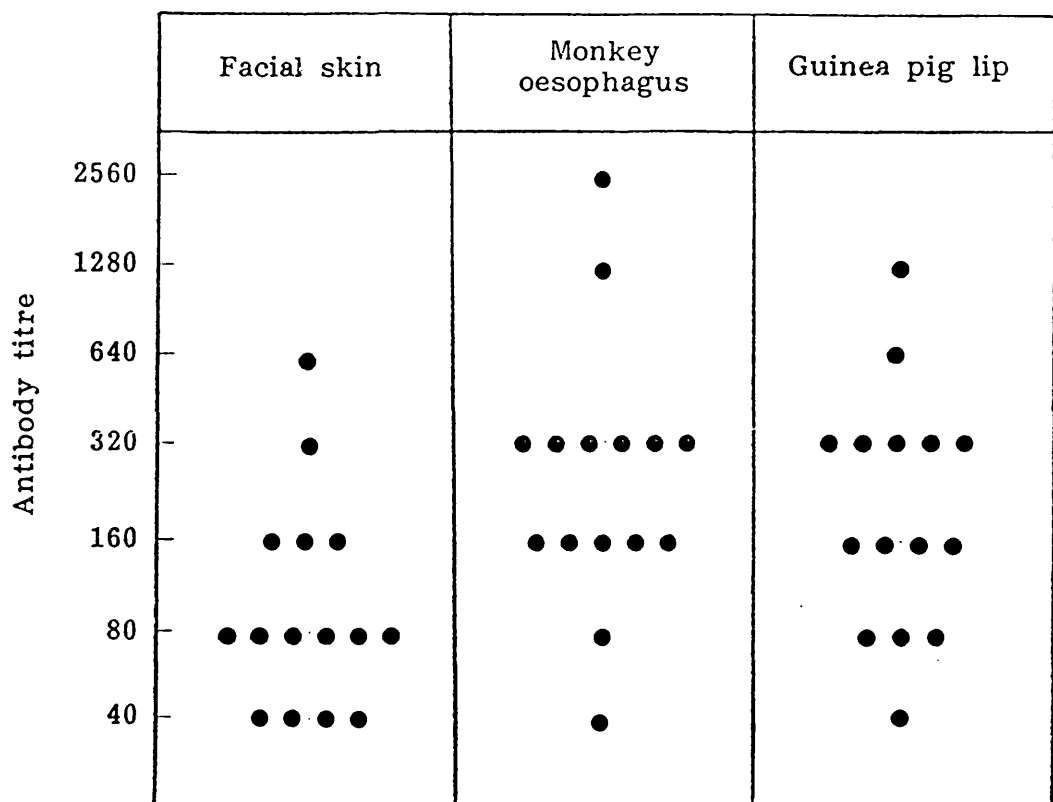 Facial skin
Monkey
oesophagus
Guinea pig lip
Antibody titre
2560
1280
640
320
160
80
40